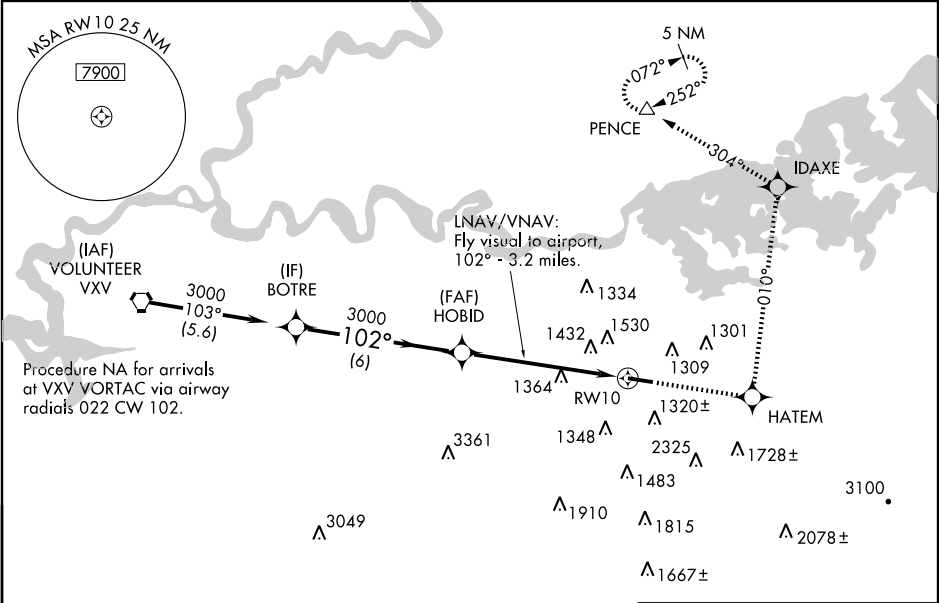 MSA RW10 25 NM
7900
5 NM
072°
252°
PENCE
304°
IDAXE
010°
LNAV/VNAV:
Fly visual to airport,
102° - 3.2 miles.
(IAF)
VOLUNTEER
VXV
3000
103°
(5.6)
(IF)
BOTRE
3000
102°
(6)
(FAF)
HOBID
Procedure NA for arrivals
at VXV VORTAC via airway
radials 022 CW 102.
1334
1432
1530
1301
1309
1364
RW10
1320±
HATEM
1348
2325
1728±
3361
1483
3100
1910
1815
3049
2078±
1667±